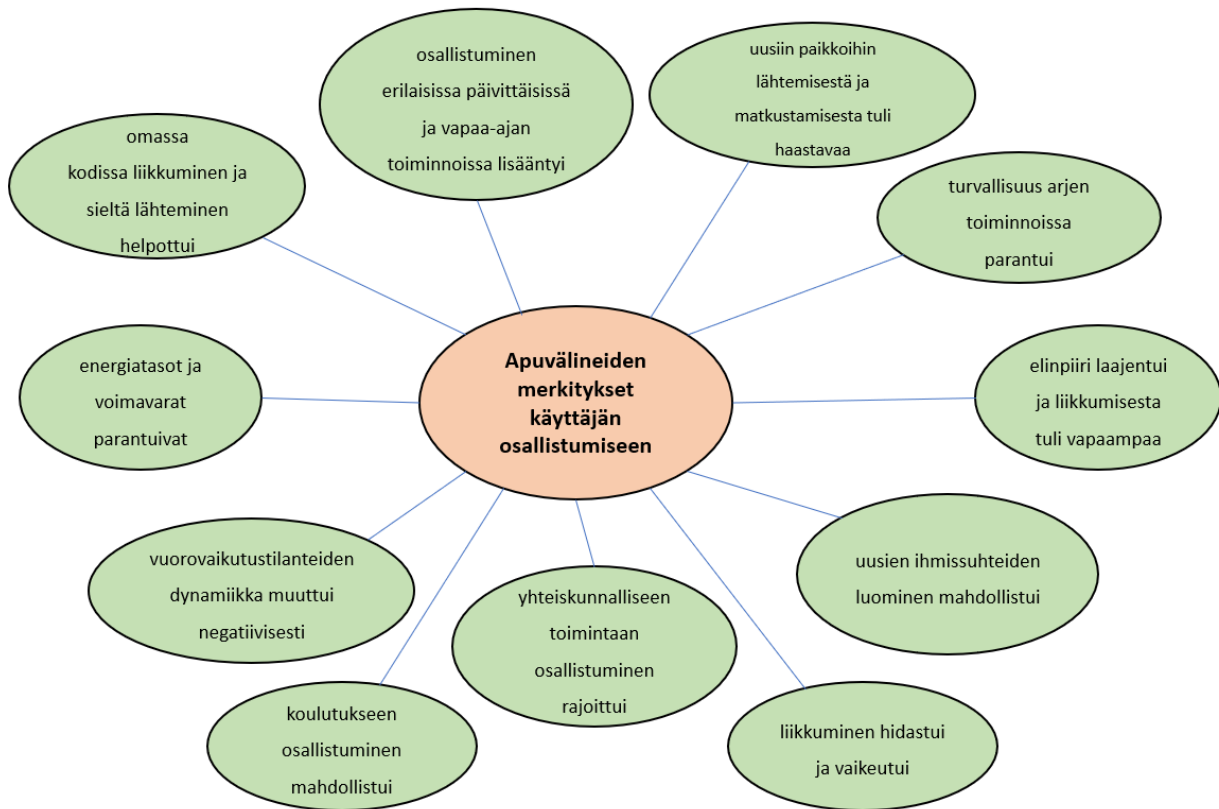 osallistuminen
erilaisissa päivittäisissä
ja vapaa-ajan
toiminnoissa lisääntyi
uusiin paikkoihin
lähtemisestä ja
matkustamisesta tuli
haastavaa
omassa
kodissa liikkuminen ja
sieltä lähteminen
helpottui
turvallisuus arjen
toiminnoissa
parantui
energiatasot ja
voimavarat
parantuivat
Apuvälineiden
merkitykset
käyttäjän
osallistumiseen
elinpiiri laajentui
ja liikkumisesta
tuli vapaampaa
vuorovaikutustilanteiden
dynamiikka muuttui
negatiivisesti
uusien ihmissuhteiden
luominen mahdollistui
yhteiskunnalliseen
toimintaan
osallistuminen
rajoittui
koulutukseen
osallistuminen
mahdollistui
liikkuminen hidastui
ja vaikeutui